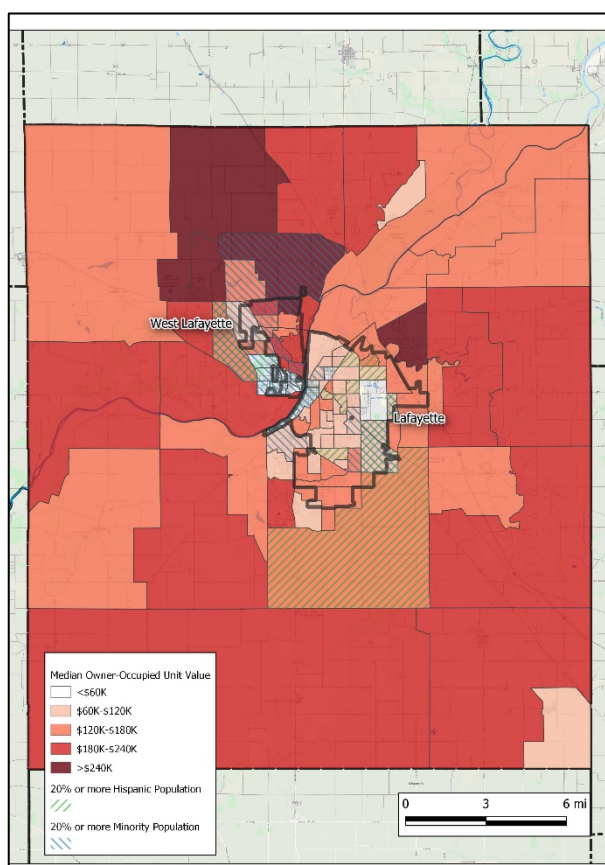 West Lafayette
Lafayette
Median Owner-Occupied Unit Value
<$60K
$60K-$120K
$120K-$180K
$180K-$240K
>$240K
20% or more Hispanic Population
20% or more Minority Population
0 3 6 mi